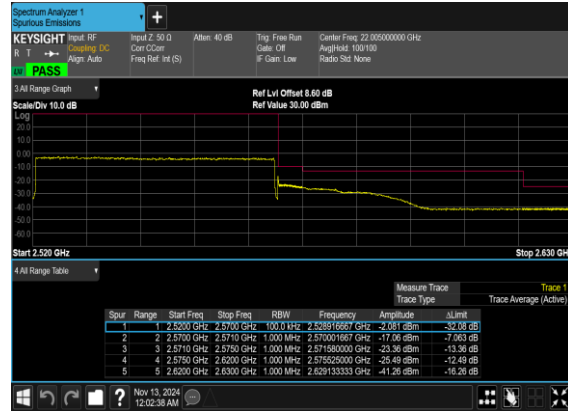 Spectrum Analyzer 1
Spurious Emissions
KEYSIGHT Input: RF Input Z: 50 Ω Atten: 40 dB Trig: Free Run Center Freq: 22.005000000 GHz
R T Coupling: DC Corr CCorr Gate: Off Avg|Hold: 100/100
Align: Auto Freq Ref: Int (S) IF Gain: Low Radio Std: None
PASS
3 All Range Graph Ref Lvl Offset 8.60 dB
Scale/Div 10.0 dB Ref Value 30.00 dBm
Log
20.0
10.0
0.00
-10.0
-20.0
-30.0
-40.0
-50.0
-60.0
Start 2.520 GHz Stop 2.630 GH
4 All Range Table
Measure Trace Trace 1
Trace Type Trace Average (Active)
Spur Range Start Freq Stop Freq RBW Frequency Amplitude ΔLimit
1 1 2.5200 GHz 2.5700 GHz 100.0 kHz 2.528916667 GHz -2.081 dBm -32.08 dB
2 2 2.5700 GHz 2.5710 GHz 1.000 MHz 2.570001667 GHz -17.06 dBm -7.063 dB
3 3 2.5710 GHz 2.5750 GHz 1.000 MHz 2.571580000 GHz -23.36 dBm -13.36 dB
4 4 2.5750 GHz 2.6200 GHz 1.000 MHz 2.575525000 GHz -25.49 dBm -12.49 dB
5 5 2.6200 GHz 2.6300 GHz 1.000 MHz 2.629133333 GHz -41.26 dBm -16.26 dB
? Nov 13, 2024
12:02:38 AM